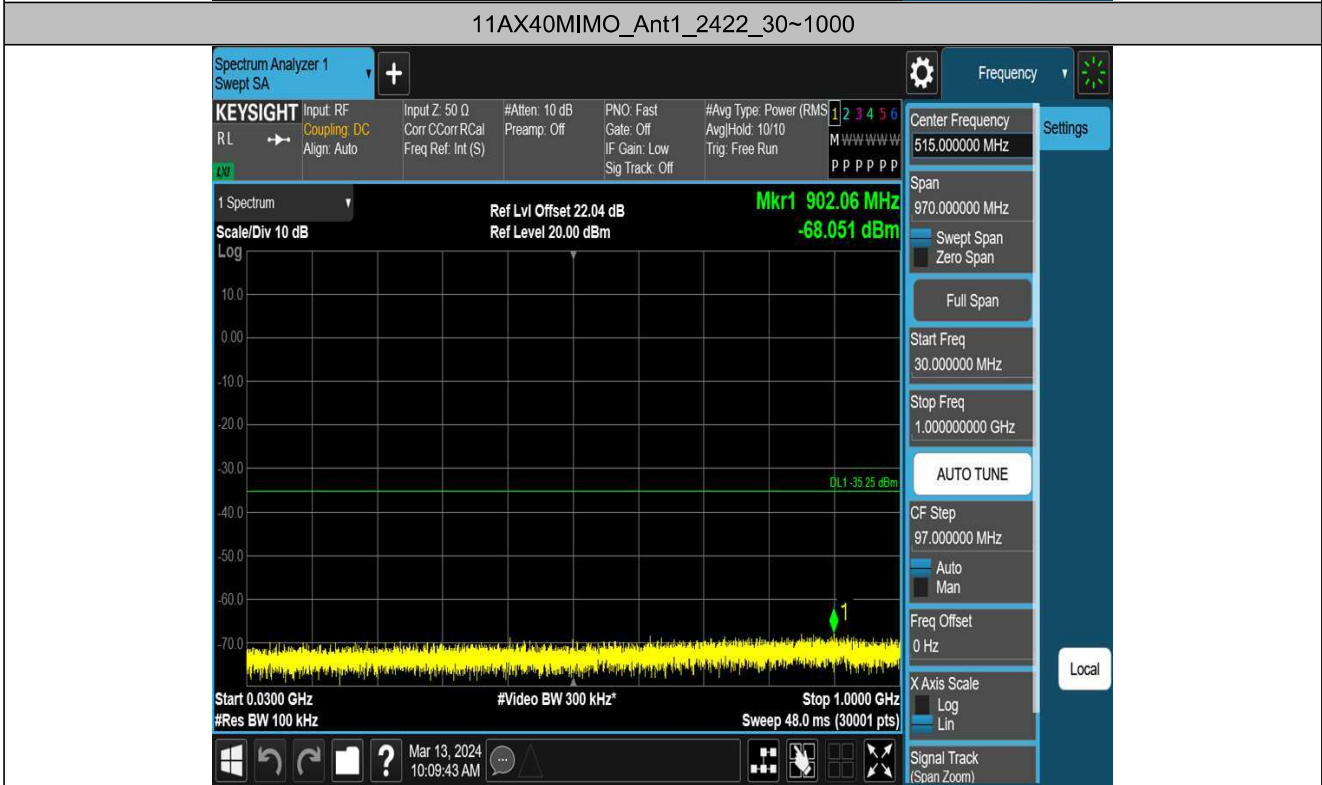 11AX40MIMO_Ant1_2422_30~1000
Spectrum Analyzer 1
Swept SA
+
Frequency
KEYSIGHT
RL
LXI
Input: RF
Coupling: DC
Align: Auto
Input Z: 50 Ω
Corr CCorr RCal
Freq Ref: Int (S)
#Atten: 10 dB
Preamp: Off
PNO: Fast
Gate: Off
IF Gain: Low
Sig Track: Off
#Avg Type: Power (RMS
Avg|Hold: 10/10
Trig: Free Run
1 2 3 4 5 6
M W W W W W
P P P P P P
1 Spectrum
Scale/Div 10 dB
Log
Ref Lvl Offset 22.04 dB
Ref Level 20.00 dBm
Mkr1 902.06 MHz
-68.051 dBm
10.0
0.00
-10.0
-20.0
-30.0
DL1 -35.25 dBm
-40.0
-50.0
-60.0
1
-70.0
Start 0.0300 GHz
#Res BW 100 kHz
#Video BW 300 kHz*
Stop 1.0000 GHz
Sweep 48.0 ms (30001 pts)
Center Frequency
515.000000 MHz
Settings
Span
970.000000 MHz
Swept Span
Zero Span
Full Span
Start Freq
30.000000 MHz
Stop Freq
1.000000000 GHz
AUTO TUNE
CF Step
97.000000 MHz
Auto
Man
Freq Offset
0 Hz
Local
X Axis Scale
Log
Lin
Signal Track
(Span Zoom)
?
Mar 13, 2024
10:09:43 AM